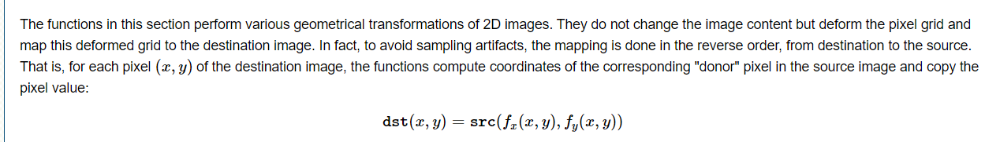 The functions in this section perform various geometrical transformations of 2D images. They do not change the image content but deform the pixel grid and
map this deformed grid to the destination image. In fact, to avoid sampling artifacts, the mapping is done in the reverse order, from destination to the source.
That is, for each pixel (x, y) of the destination image, the functions compute coordinates of the corresponding "donor" pixel in the source image and copy the
pixel value:
dst(x, y) = src(fₓ(x, y), f_y(x, y))